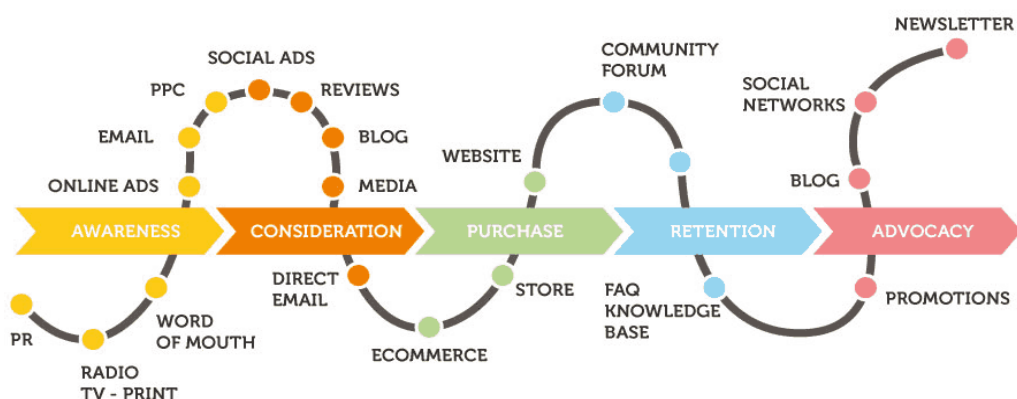 NEWSLETTER
SOCIAL ADS
COMMUNITY
FORUM
SOCIAL
NETWORKS
PPC
REVIEWS
EMAIL
BLOG
WEBSITE
ONLINE ADS
MEDIA
BLOG
AWARENESS
CONSIDERATION
PURCHASE
RETENTION
ADVOCACY
DIRECT
EMAIL
STORE
FAQ
KNOWLEDGE
BASE
PROMOTIONS
PR
WORD
OF MOUTH
ECOMMERCE
RADIO
TV - PRINT